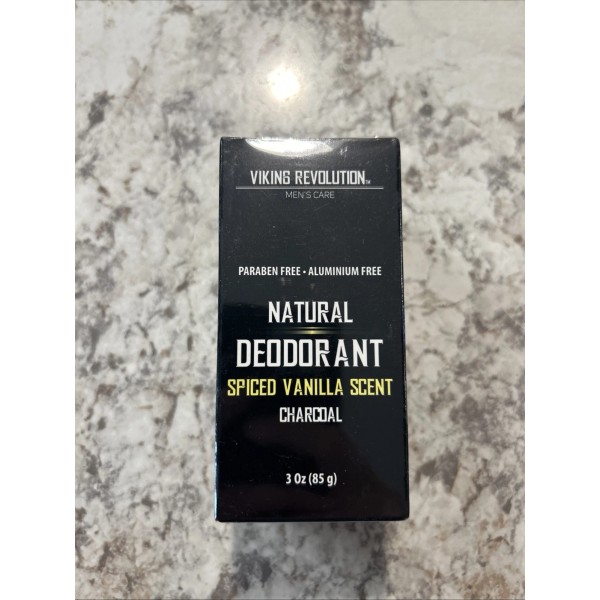 VIKING REVOLUTION™
MEN'S CARE
PARABEN FREE • ALUMINIUM FREE
NATURAL
DEODORANT
SPICED VANILLA SCENT
CHARCOAL
3 Oz (85 g)